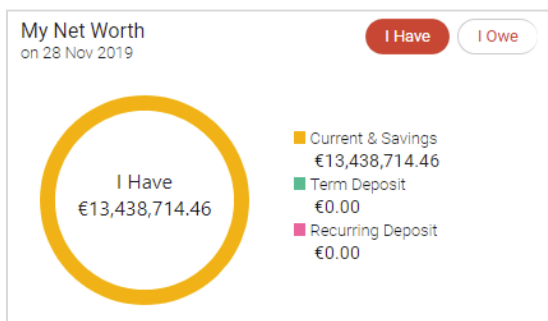 My Net Worth
on 28 Nov 2019
I Have
I Owe
I Have
€13,438,714.46
Current & Savings
€13,438,714.46
Term Deposit
€0.00
Recurring Deposit
€0.00